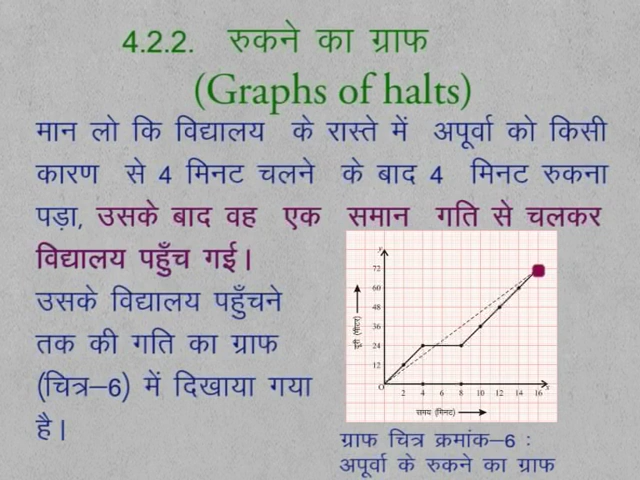 4.2.2. रुकने का ग्राफ
(Graphs of halts)
मान लो कि विद्यालय के रास्ते में अपूर्वा को किसी
कारण से 4 मिनट चलने के बाद 4 मिनट रुकना
पड़ा, उसके बाद वह एक समान गति से चलकर
विद्यालय पहुँच गई।
उसके विद्यालय पहुँचने
तक की गति का ग्राफ
(चित्र–6) में दिखाया गया
है।
y
72
60
48
36
24
12
O
2 4 6 8 10 12 14 16 x
दूरी (मीटर)
समय (मिनट)
ग्राफ चित्र क्रमांक–6 :
अपूर्वा के रुकने का ग्राफ